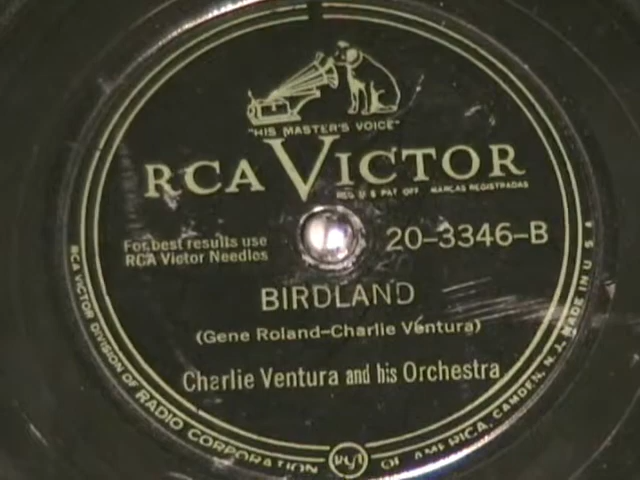 "HIS MASTER'S VOICE"
RCA VICTOR
REG U S PAT OFF MARCAS REGISTRADAS
For best results use
RCA Victor Needles
20-3346-B
BIRDLAND
(Gene Roland-Charlie Ventura)
Charlie Ventura and his Orchestra
RCA VICTOR DIVISION OF RADIO CORPORATION OF AMERICA, CAMDEN, N. J. MADE IN U S A